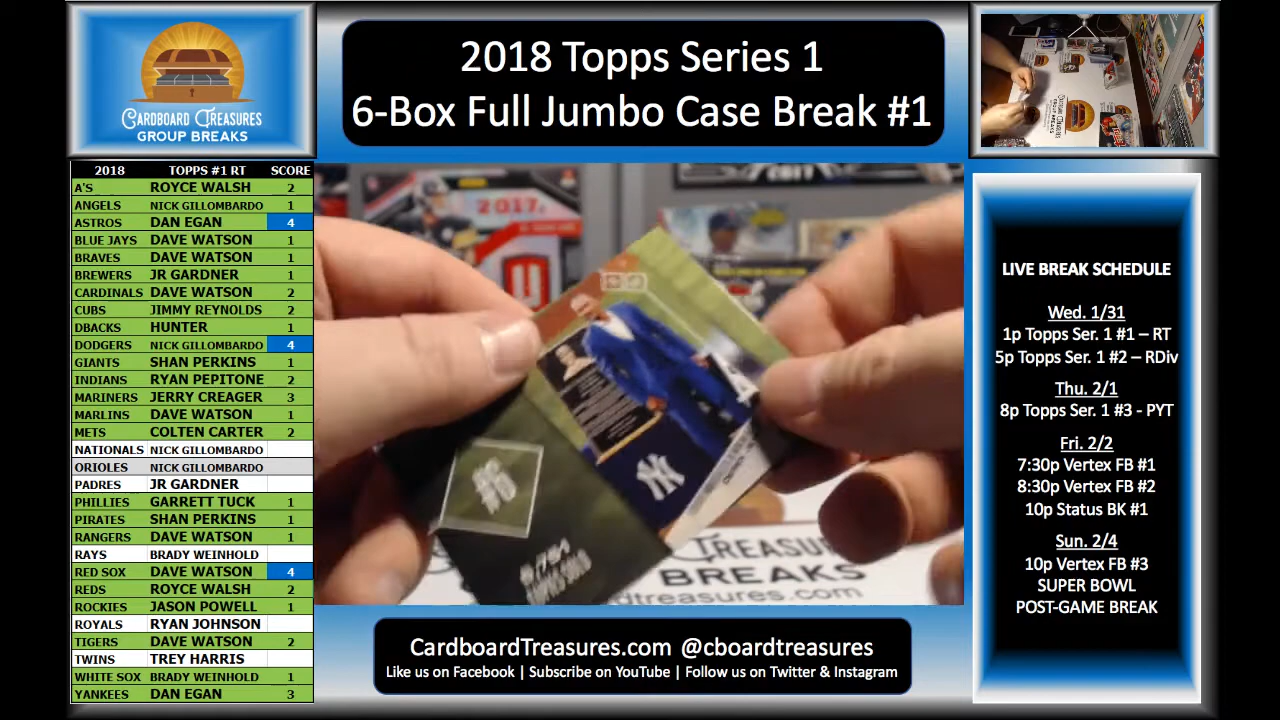 CARDBOARD TREASURES
GROUP BREAKS
2018 Topps Series 1
6-Box Full Jumbo Case Break #1
2018 TOPPS #1 RT SCORE
A'S ROYCE WALSH 2
ANGELS NICK GILLOMBARDO 1
ASTROS DAN EGAN 4
BLUE JAYS DAVE WATSON 1
BRAVES DAVE WATSON 1
BREWERS JR GARDNER 1
CARDINALS DAVE WATSON 2
CUBS JIMMY REYNOLDS 2
DBACKS HUNTER 1
DODGERS NICK GILLOMBARDO 4
GIANTS SHAN PERKINS 1
INDIANS RYAN PEPITONE 2
MARINERS JERRY CREAGER 3
MARLINS DAVE WATSON 1
METS COLTEN CARTER 2
NATIONALS NICK GILLOMBARDO
ORIOLES NICK GILLOMBARDO
PADRES JR GARDNER
PHILLIES GARRETT TUCK 1
PIRATES SHAN PERKINS 1
RANGERS DAVE WATSON 1
RAYS BRADY WEINHOLD
RED SOX DAVE WATSON 4
REDS ROYCE WALSH 2
ROCKIES JASON POWELL 1
ROYALS RYAN JOHNSON
TIGERS DAVE WATSON 2
TWINS TREY HARRIS
WHITE SOX BRADY WEINHOLD 1
YANKEES DAN EGAN 3
2017
2017
NY
TREASURE
BREAKS
dtreasures.com
CardboardTreasures.com @cboardtreasures
Like us on Facebook | Subscribe on YouTube | Follow us on Twitter & Instagram
LIVE BREAK SCHEDULE
Wed. 1/31
1p Topps Ser. 1 #1 – RT
5p Topps Ser. 1 #2 – RDiv
Thu. 2/1
8p Topps Ser. 1 #3 - PYT
Fri. 2/2
7:30p Vertex FB #1
8:30p Vertex FB #2
10p Status BK #1
Sun. 2/4
10p Vertex FB #3
SUPER BOWL
POST-GAME BREAK